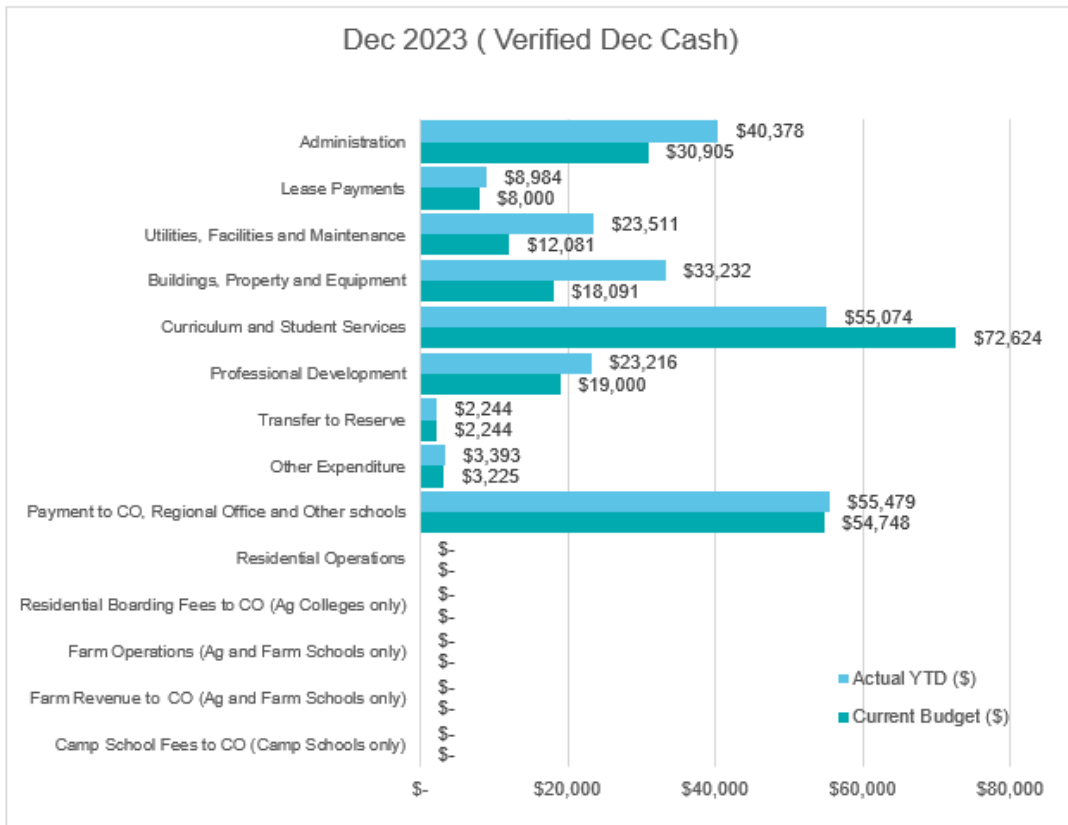 Dec 2023 ( Verified Dec Cash)
Administration
$40,378
$30,905
Lease Payments
$8,984
$8,000
Utilities, Facilities and Maintenance
$23,511
$12,081
Buildings, Property and Equipment
$33,232
$18,091
Curriculum and Student Services
$55,074
$72,624
Professional Development
$23,216
$19,000
Transfer to Reserve
$2,244
$2,244
Other Expenditure
$3,393
$3,225
Payment to CO, Regional Office and Other schools
$55,479
$54,748
Residential Operations
$-
$-
Residential Boarding Fees to CO (Ag Colleges only)
$-
$-
Farm Operations (Ag and Farm Schools only)
$-
$-
Farm Revenue to CO (Ag and Farm Schools only)
$-
$-
Camp School Fees to CO (Camp Schools only)
$-
$-
Actual YTD ($)
Current Budget ($)
$- $20,000 $40,000 $60,000 $80,000